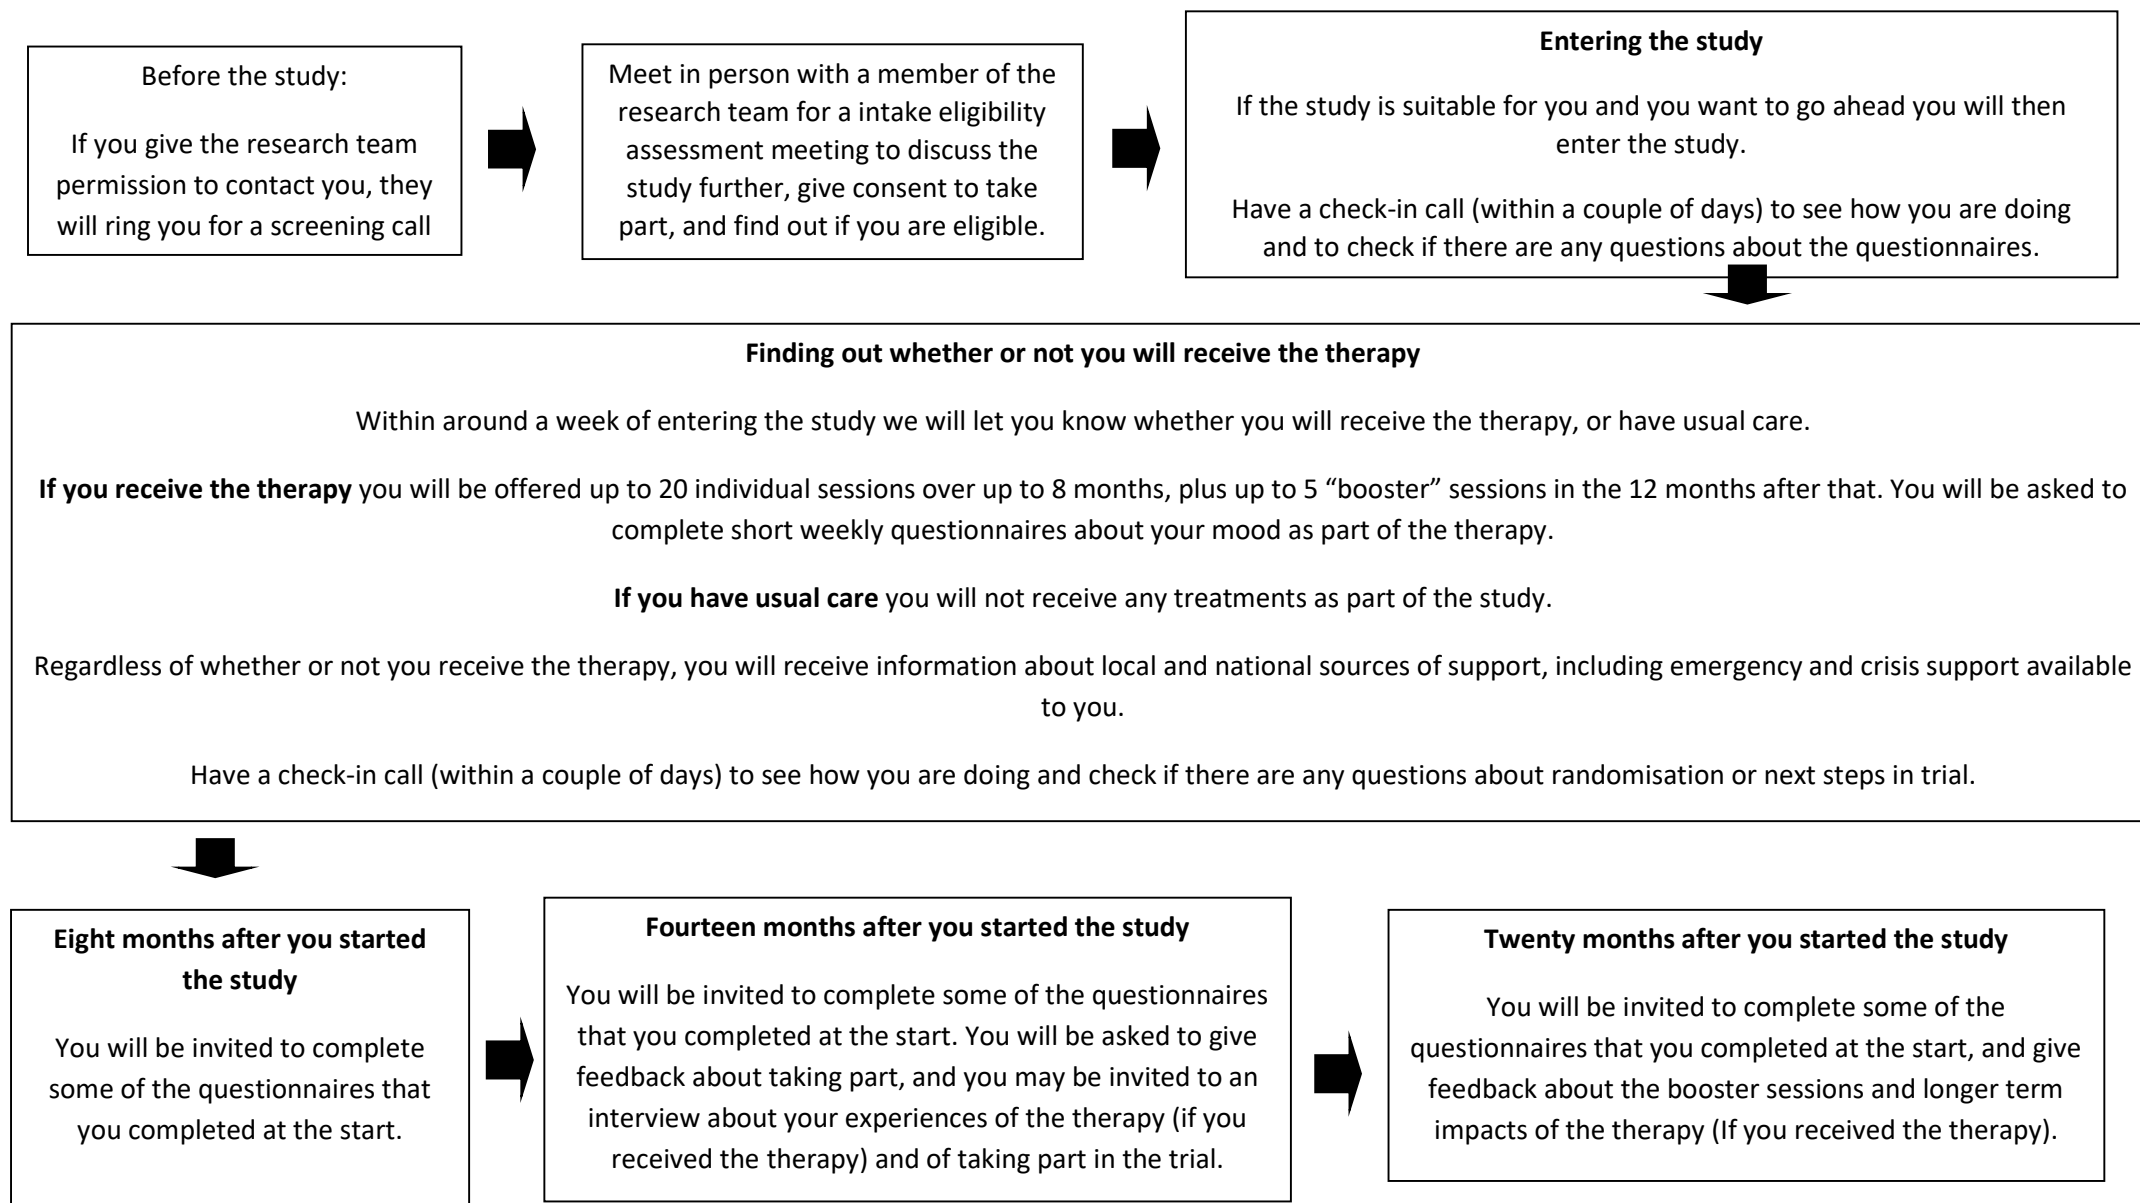 Before the study:
If you give the research team
permission to contact you, they
will ring you for a screening call
Meet in person with a member of the
research team for a intake eligibility
assessment meeting to discuss the
study further, give consent to take
part, and find out if you are eligible.
Entering the study
If the study is suitable for you and you want to go ahead you will then
enter the study.
Have a check-in call (within a couple of days) to see how you are doing
and to check if there are any questions about the questionnaires.
Finding out whether or not you will receive the therapy
Within around a week of entering the study we will let you know whether you will receive the therapy, or have usual care.
If you receive the therapy you will be offered up to 20 individual sessions over up to 8 months, plus up to 5 “booster” sessions in the 12 months after that. You will be asked to
complete short weekly questionnaires about your mood as part of the therapy.
If you have usual care you will not receive any treatments as part of the study.
Regardless of whether or not you receive the therapy, you will receive information about local and national sources of support, including emergency and crisis support available
to you.
Have a check-in call (within a couple of days) to see how you are doing and check if there are any questions about randomisation or next steps in trial.
Eight months after you started
the study
You will be invited to complete
some of the questionnaires that
you completed at the start.
Fourteen months after you started the study
You will be invited to complete some of the questionnaires
that you completed at the start. You will be asked to give
feedback about taking part, and you may be invited to an
interview about your experiences of the therapy (if you
received the therapy) and of taking part in the trial.
Twenty months after you started the study
You will be invited to complete some of the
questionnaires that you completed at the start, and give
feedback about the booster sessions and longer term
impacts of the therapy (If you received the therapy).